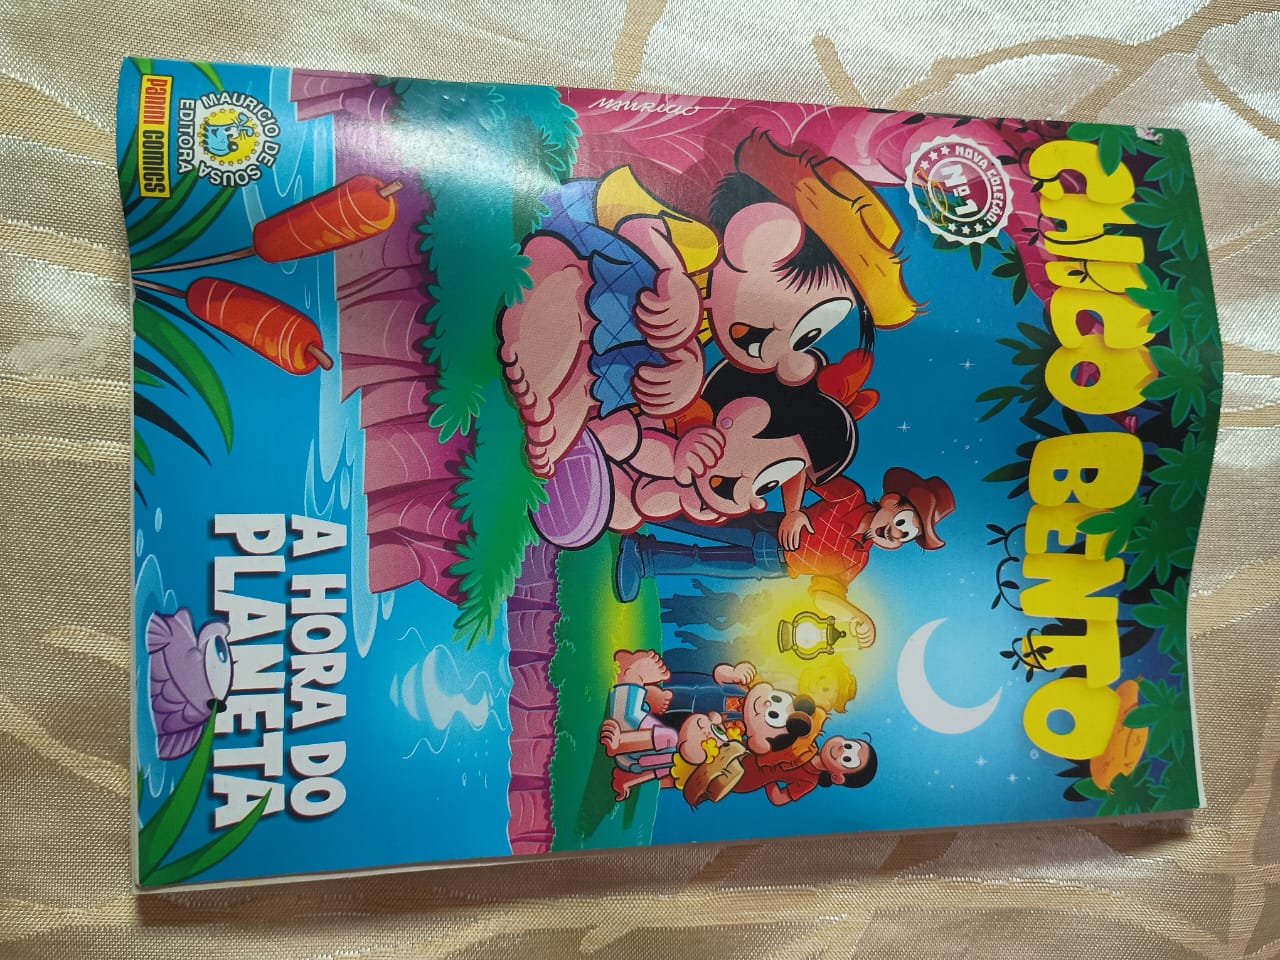 CHICO BENTO
NOVA COLEÇÃO!
Nº 1
MAURICIO
A HORA DO
PLANETA
MAURICIO DE SOUSA
EDITORA
panini comics